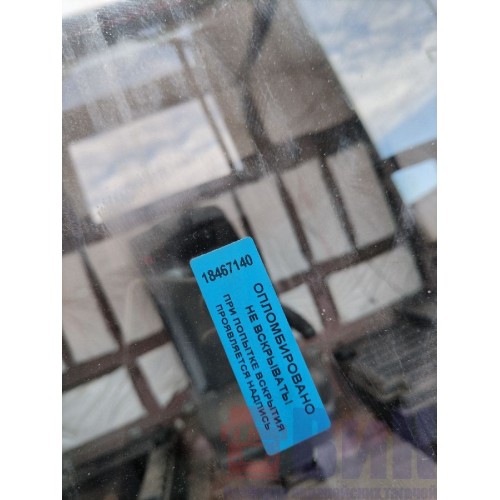 18467140
ОПЛОМБИРОВАНО
НЕ ВСКРЫВАТЬ!
ПРИ ПОПЫТКЕ ВСКРЫТИЯ
ПРОЯВЛЯЕТСЯ НАДПИСЬ